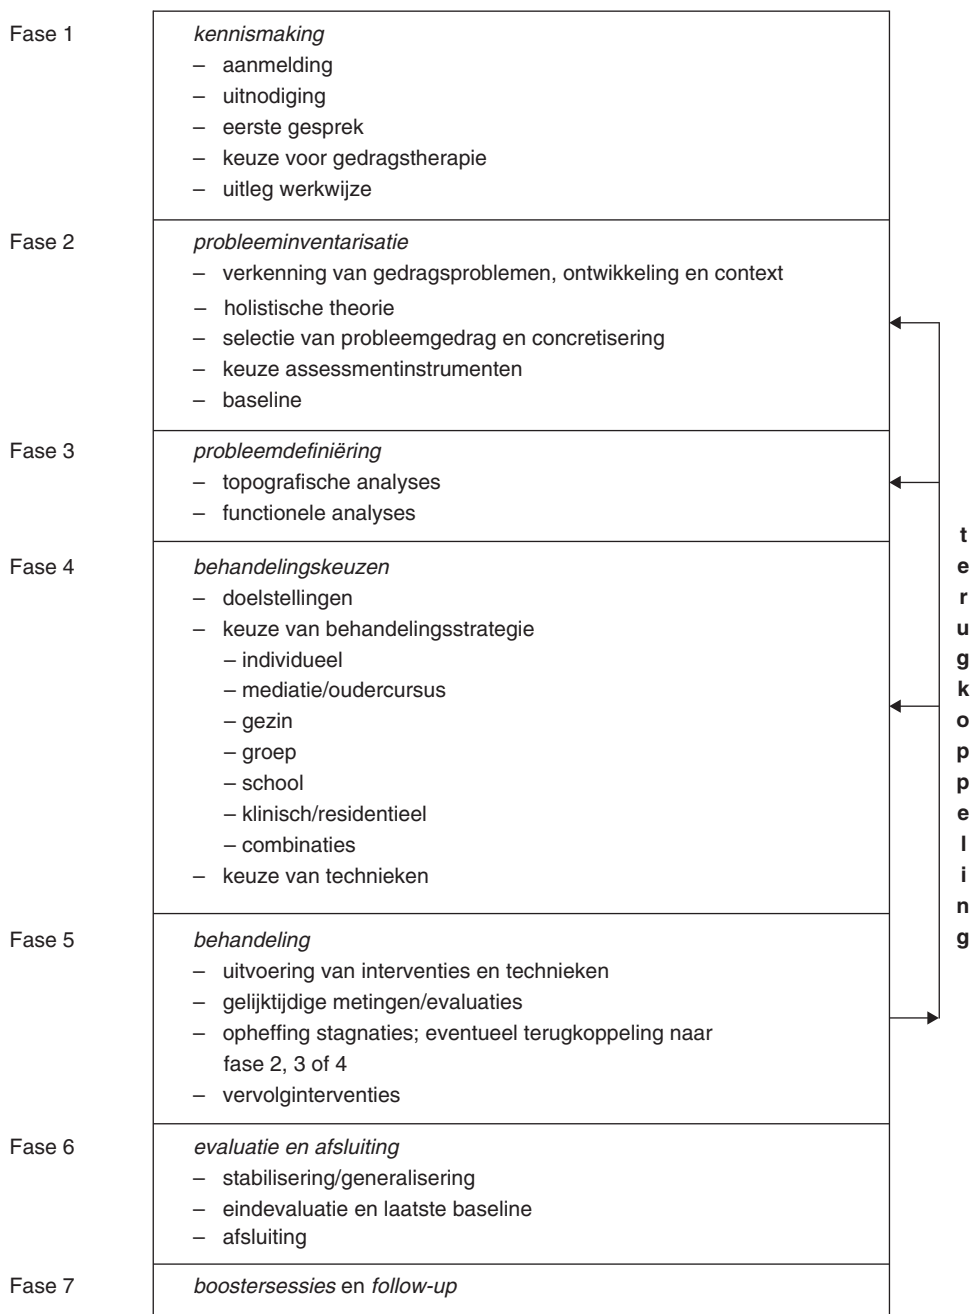 Fase 1 kennismaking
– aanmelding
– uitnodiging
– eerste gesprek
– keuze voor gedragstherapie
– uitleg werkwijze
Fase 2 probleeminventarisatie
– verkenning van gedragsproblemen, ontwikkeling en context
– holistische theorie
– selectie van probleemgedrag en concretisering
– keuze assessmentinstrumenten
– baseline
Fase 3 probleemdefiniëring
– topografische analyses
– functionele analyses
Fase 4 behandelingskeuzen
– doelstellingen
– keuze van behandelingsstrategie
– individueel
– mediatie/oudercursus
– gezin
– groep
– school
– klinisch/residentieel
– combinaties
– keuze van technieken
Fase 5 behandeling
– uitvoering van interventies en technieken
– gelijktijdige metingen/evaluaties
– opheffing stagnaties; eventueel terugkoppeling naar
fase 2, 3 of 4
– vervolginterventies
Fase 6 evaluatie en afsluiting
– stabilisering/generalisering
– eindevaluatie en laatste baseline
– afsluiting
Fase 7 boostersessies en follow-up
terugkoppeling